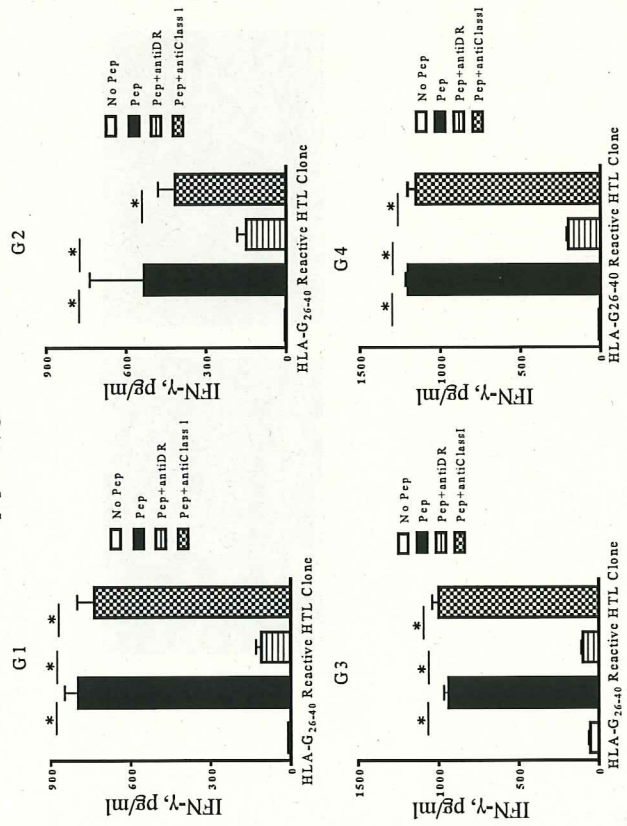 G1
IFN-γ, pg/ml
900
600
300
0
* * *
No Pep
Pep
Pep+antiDR
Pep+antiClass I
HLA-G26-40 Reactive HTL Clone
G2
IFN-γ, pg/ml
900
600
300
0
* * *
No Pep
Pep
Pep+antiDR
Pep+antiClass I
HLA-G26-40 Reactive HTL Clone
G3
IFN-γ, pg/ml
1500
1000
500
0
* * *
No Pep
Pep
Pep+antiDR
Pep+antiClassI
HLA-G26-40 Reactive HTL Clone
G4
IFN-γ, pg/ml
1500
1000
500
0
* * *
No Pep
Pep
Pep+antiDR
Pep+antiClassI
HLA-G26-40 Reactive HTL Clone